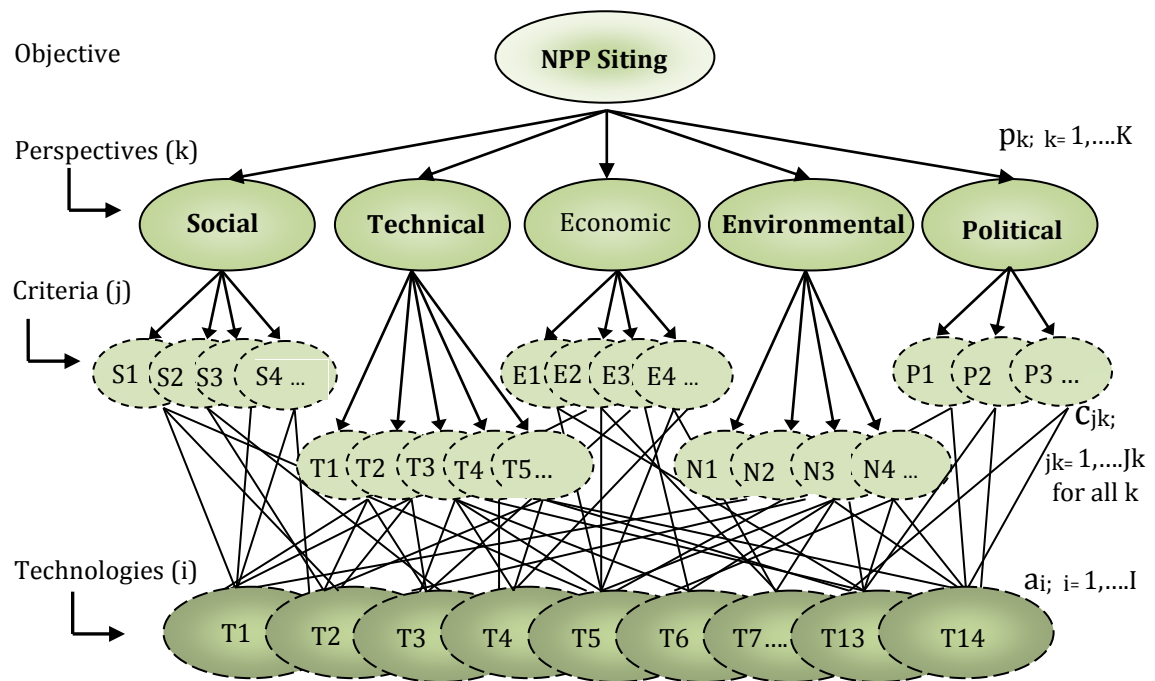 Objective
NPP Siting
Perspectives (k)
pk; k= 1,....K
Social
Technical
Economic
Environmental
Political
Criteria (j)
S1 S2 S3 S4 ...
E1 E2 E3 E4 ...
P1 P2 P3 ...
cjk;
T1 T2 T3 T4 T5...
N1 N2 N3 N4 ...
jk= 1,....Jk
for all k
Technologies (i)
ai; i= 1,....I
T1 T2 T3 T4 T5 T6 T7.... T13 T14